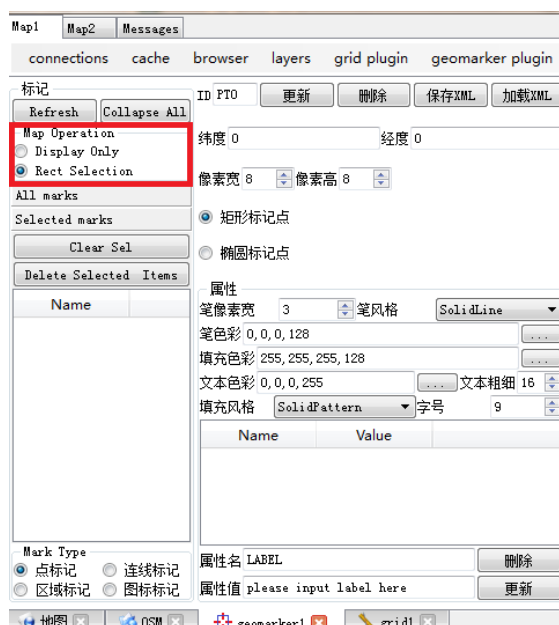 Map1 Map2 Messages
connections cache browser layers grid plugin geomarker plugin
标记
Refresh Collapse All
ID PT0 更新 删除 保存XML 加载XML
Map Operation
Display Only
Rect Selection
纬度 0 经度 0
像素宽 8 像素高 8
All marks
Selected marks
矩形标记点
Clear Sel
椭圆标记点
Delete Selected Items
属性
Name
笔像素宽 3 笔风格 SolidLine
笔色彩 0,0,0,128 ...
填充色彩 255,255,255,128 ...
文本色彩 0,0,0,255 ... 文本粗细 16
填充风格 SolidPattern 字号 9
Name Value
Mark Type
点标记 连线标记
区域标记 图标标记
属性名 LABEL 删除
属性值 please input label here 更新
地图 OSM geomarker1 grid1